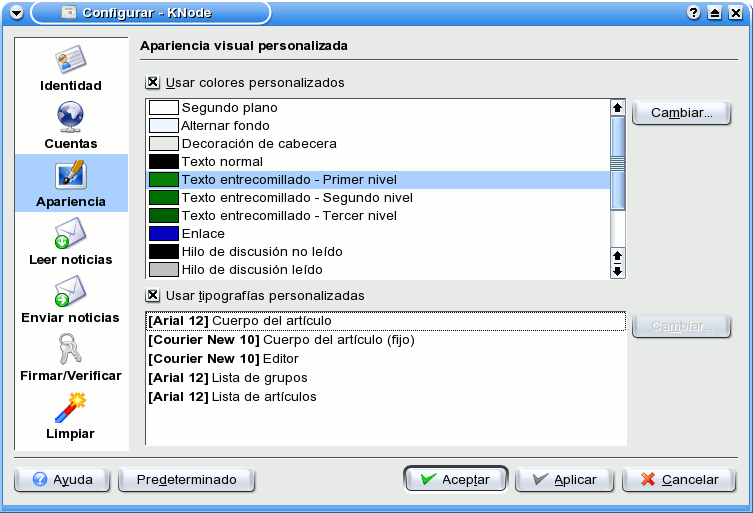 Configurar - KNode
Identidad
Cuentas
Apariencia
Leer noticias
Enviar noticias
Firmar/Verificar
Limpiar
Apariencia visual personalizada
Usar colores personalizados
Segundo plano
Alternar fondo
Decoración de cabecera
Texto normal
Texto entrecomillado - Primer nivel
Texto entrecomillado - Segundo nivel
Texto entrecomillado - Tercer nivel
Enlace
Hilo de discusión no leído
Hilo de discusión leído
Cambiar...
Usar tipografías personalizadas
[Arial 12] Cuerpo del artículo
[Courier New 10] Cuerpo del artículo (fijo)
[Courier New 10] Editor
[Arial 12] Lista de grupos
[Arial 12] Lista de artículos
Cambiar...
Ayuda
Predeterminado
Aceptar
Aplicar
Cancelar